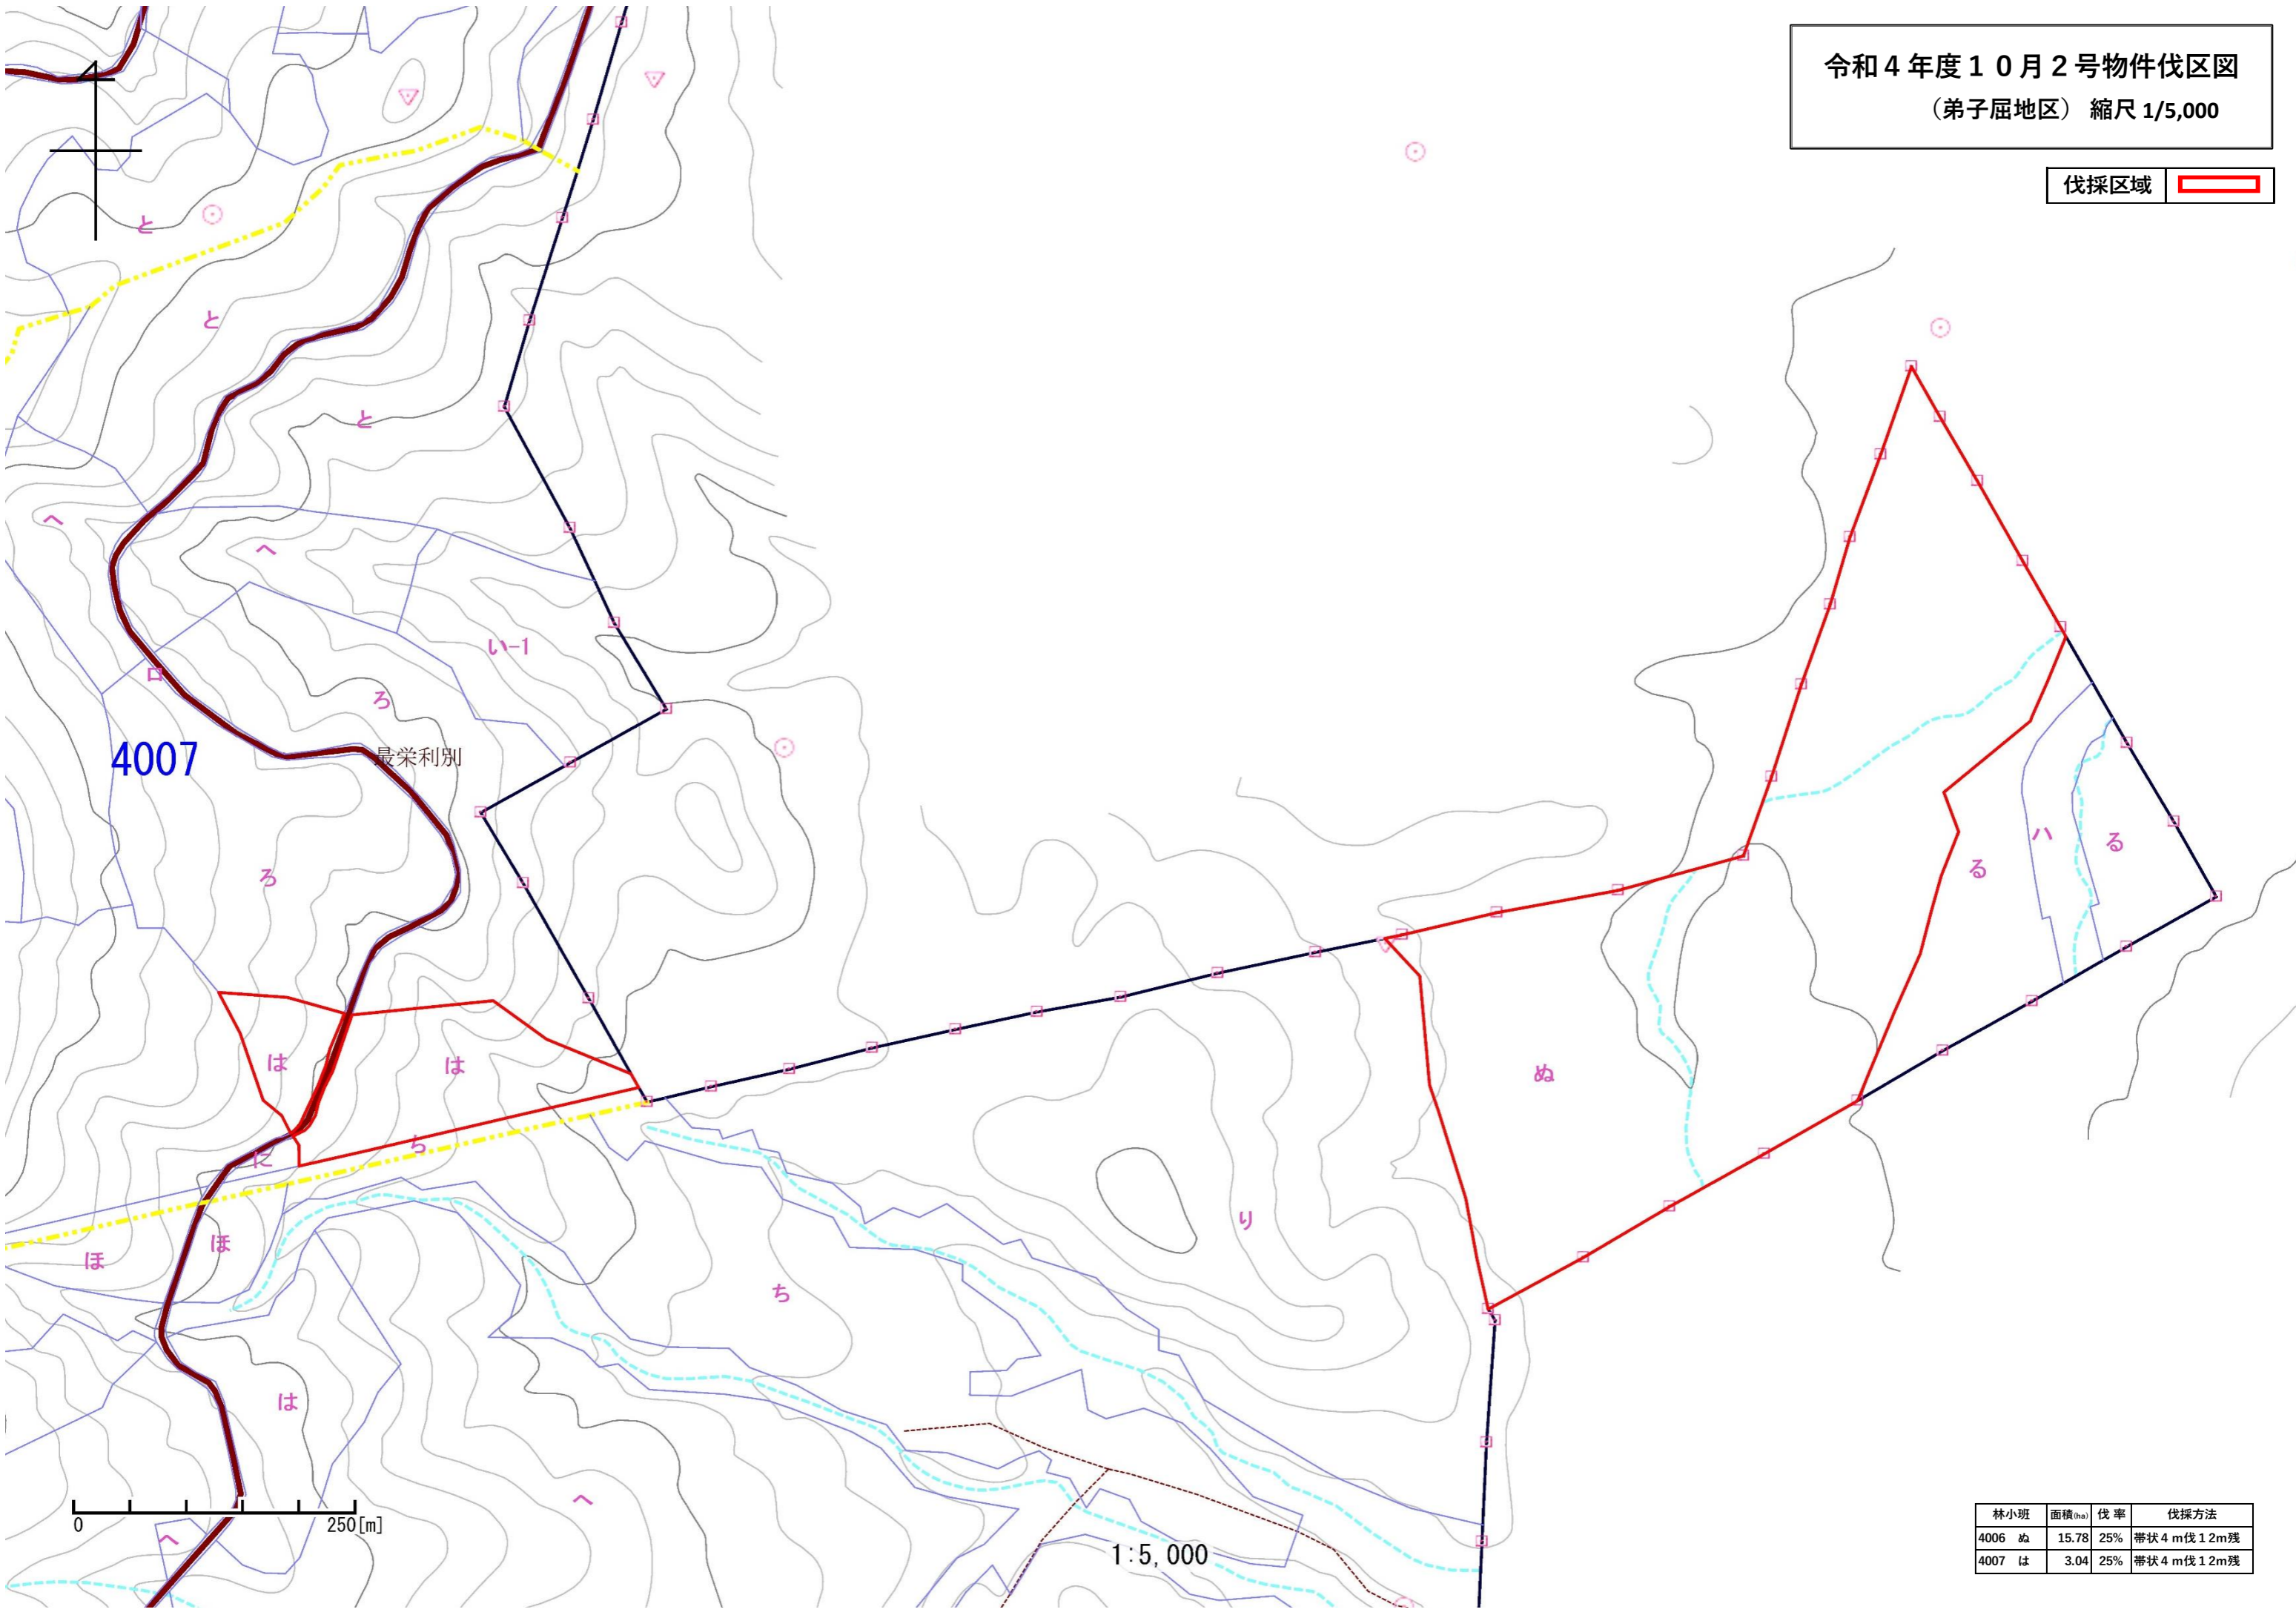 令和４年度１０月２号物件伐区図
（弟子屈地区） 縮尺 1/5,000
伐採区域
と
と
と
へ
へ
い-1
ロ
ろ
4007
最栄利別
ハ
る
る
ろ
は
は
ぬ
ち
に
り
ほ
ほ
ち
は
へ
へ
0 250[m]
1:5,000
林小班 面積(ha) 伐 率 伐採方法
4006 ぬ 15.78 25% 帯状４ｍ伐１２m残
4007 は 3.04 25% 帯状４ｍ伐１２m残